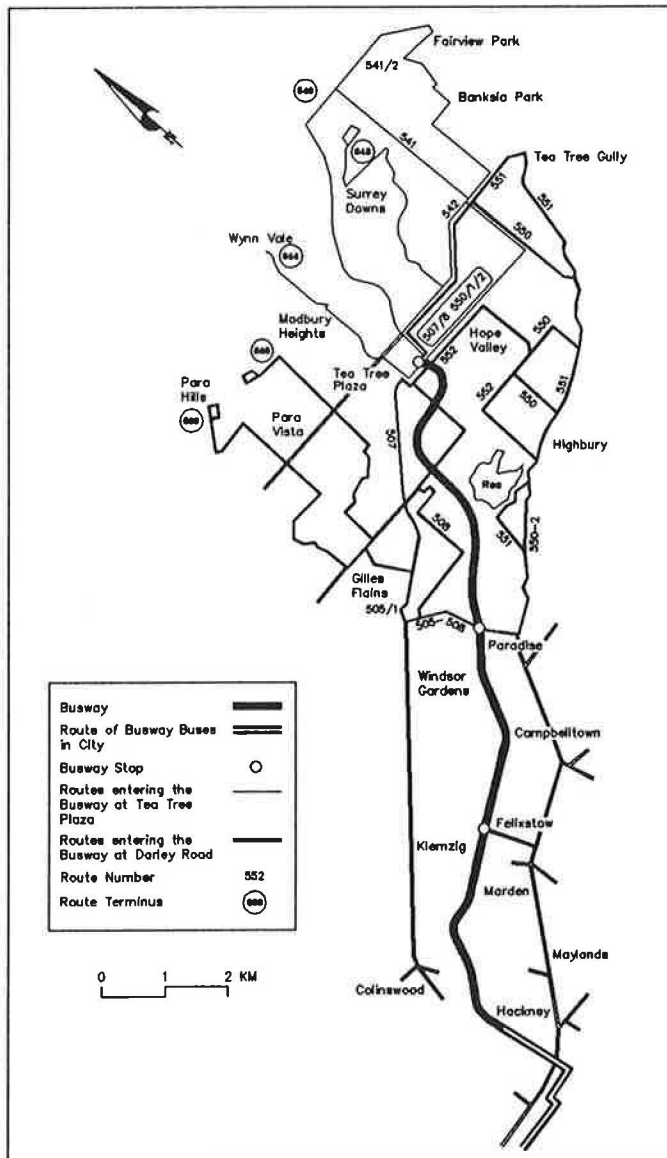 Fairview Park
541/2
Banksia Park
541
Tea Tree Gully
551
551
Surrey
Downs
542
550
Wynn Vale
507/8 550/1/2
Modbury
Heights
Hope
Valley
550
552
Tea Tree
Plaza
Para
Hills
552
550
551
Para
Vista
507
Highbury
Res
508
531
550-2
Gilles
Plains
505/1
505-508
Paradise
Windsor
Gardens
Busway
Route of Busway Buses
in City
Busway Stop
Routes entering the
Busway at Tea Tree
Plaza
Routes entering the
Busway at Darley Road
Route Number 552
Route Terminus
Campbelltown
Felixstow
Klemzig
Marden
0 1 2 KM
Maylands
Collinswood
Hackney
N